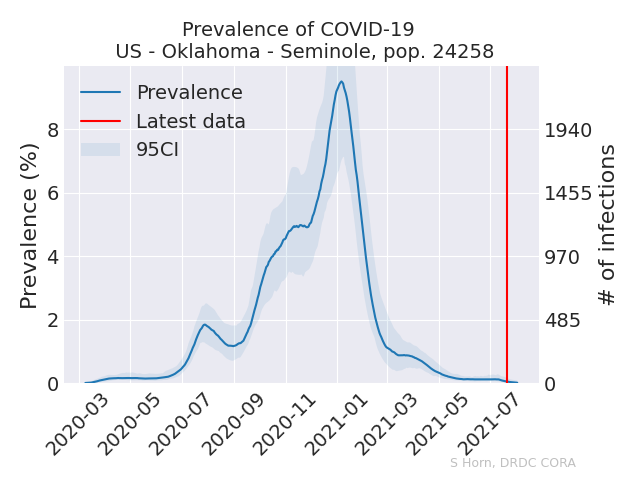 Prevalence of COVID-19
US - Oklahoma - Seminole, pop. 24258
Prevalence
Latest data
95CI
Prevalence (%)
8
6
4
2
0
1940
1455
970
485
0
# of infections
2020-03
2020-05
2020-07
2020-09
2020-11
2021-01
2021-03
2021-05
2021-07
S Horn, DRDC CORA